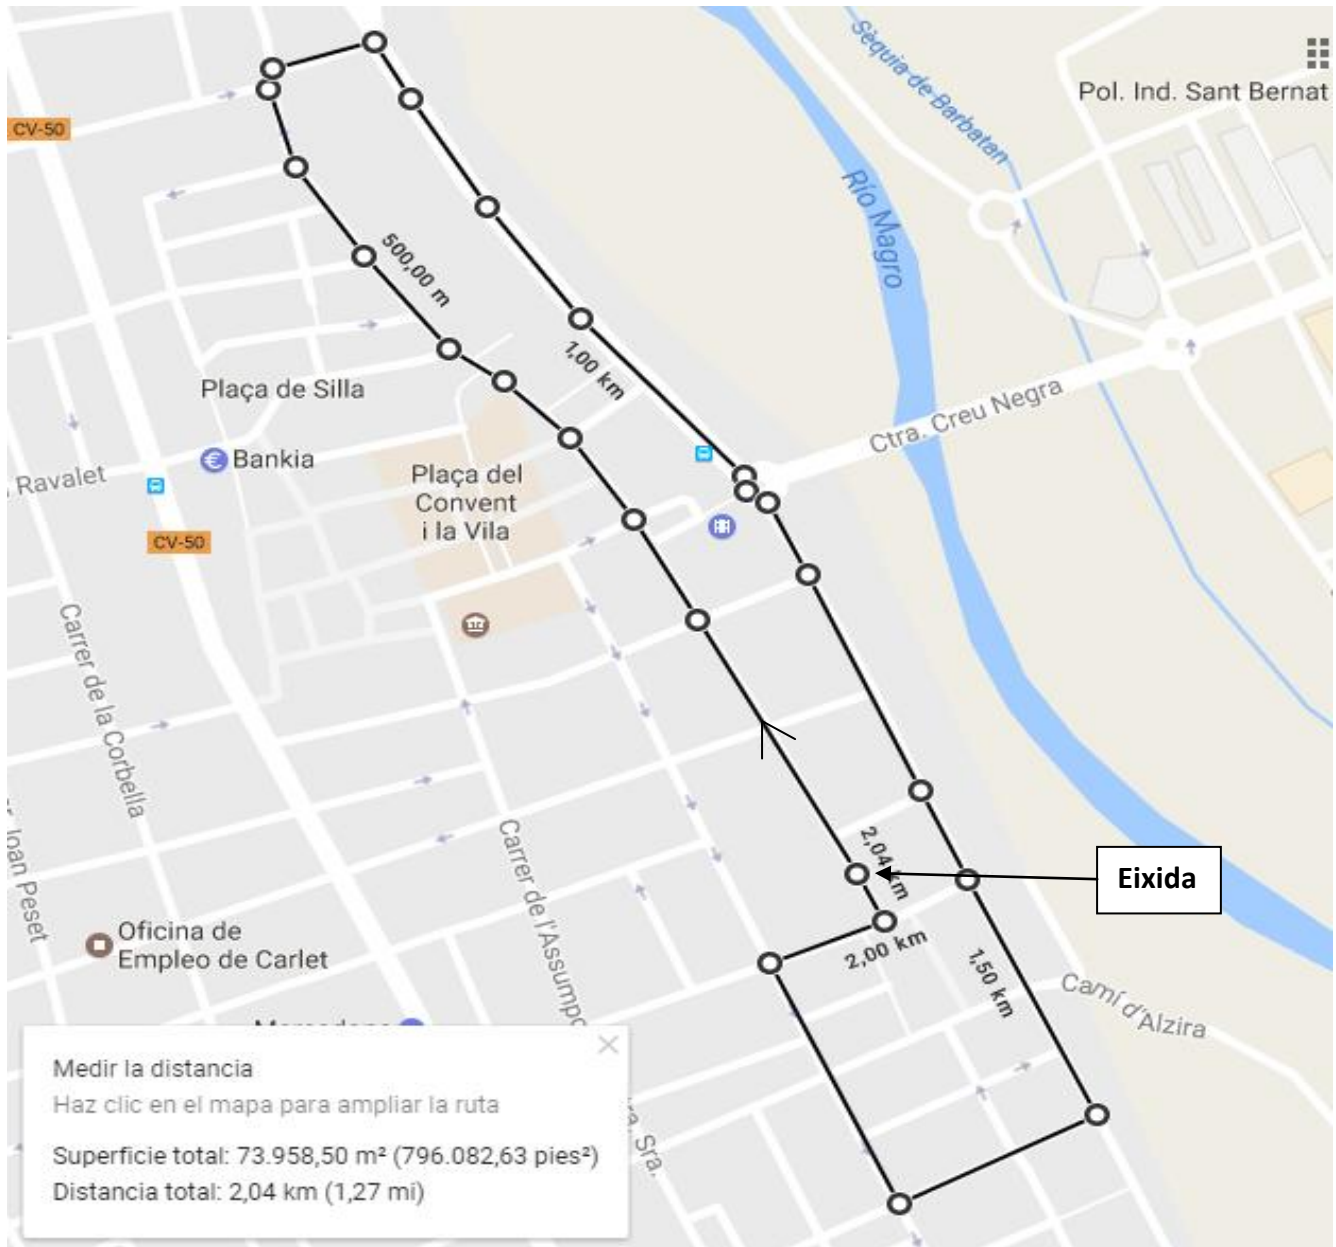 Sèquia de Barbatan
Pol. Ind. Sant Bernat
CV-50
Río Magro
500,00 m
1,00 km
Plaça de Silla
Ctra. Creu Negra
Bankia
Ravalet
Plaça del
Convent
i la Vila
CV-50
Carrer de la Corbella
Joan Peset
Carrer de l'Assumpc
2,04 km
Eixida
Oficina de
Empleo de Carlet
2,00 km
1,50 km
Camí d'Alzira
Medir la distancia
Haz clic en el mapa para ampliar la ruta
Superficie total: 73.958,50 m² (796.082,63 pies²)
Distancia total: 2,04 km (1,27 mi)
Sra.